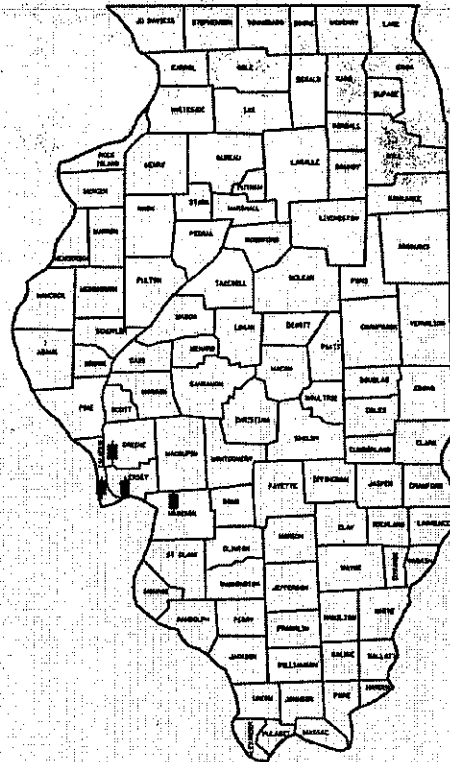 JO DAVIESS STEPHENSON WINNEBAGO BOONE MCHENRY LAKE
CARROLL OGLE DEKALB KANE COOK
DUPAGE
WHITESIDE LEE KENDALL WILL
ROCK ISLAND HENRY BUREAU LASALLE GRUNDY
PUTNAM
MERCER KNOX STARK MARSHALL KANKAKEE
HENDERSON WARREN PEORIA WOODFORD LIVINGSTON IROQUOIS
HANCOCK FULTON TAZEWELL MCLEAN FORD
SCHUYLER MASON LOGAN DEWITT CHAMPAIGN VERMILION
ADAMS BROWN CASS MENARD PIATT
MACON DOUGLAS EDGAR
PIKE SCOTT MORGAN SANGAMON MOULTRIE COLES
CHRISTIAN
GREENE MACOUPIN SHELBY CUMBERLAND CLARK
JERSEY MONTGOMERY
FAYETTE EFFINGHAM JASPER CRAWFORD
MADISON BOND
CLAY RICHLAND LAWRENCE
ST CLAIR CLINTON MARION
WAYNE
WASHINGTON JEFFERSON
MONROE
RANDOLPH PERRY HAMILTON WHITE
FRANKLIN
JACKSON WILLIAMSON SALINE GALLATIN
UNION JOHNSON POPE HARDIN
PULASKI MASSAC